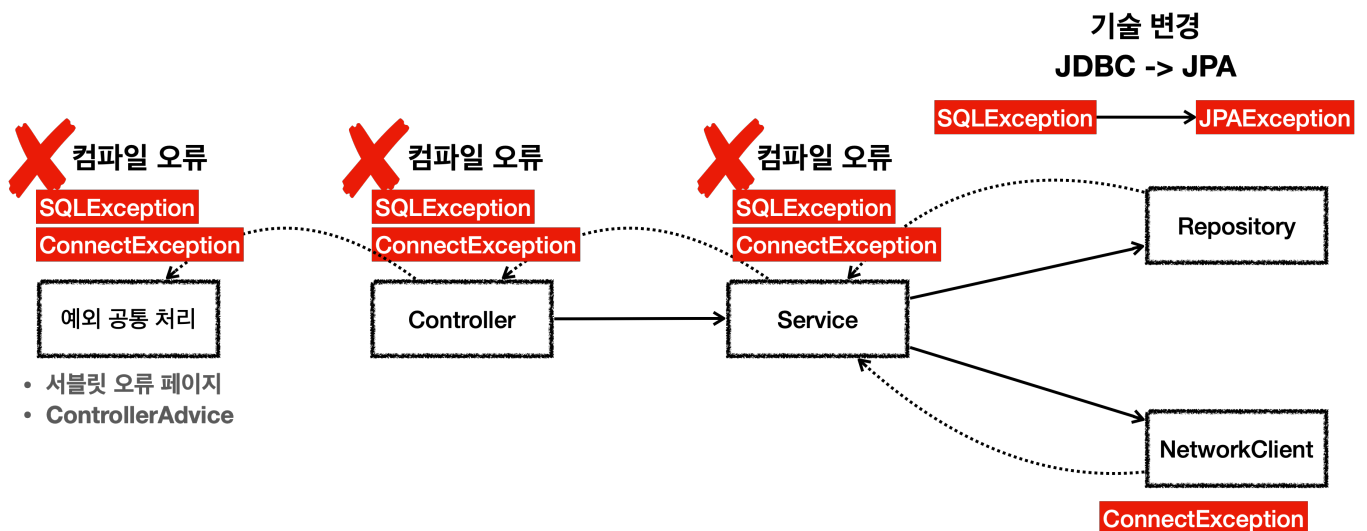 기술 변경
JDBC -> JPA
SQLException
JPAException
컴파일 오류
SQLException
ConnectException
예외 공통 처리
• 서블릿 오류 페이지
• ControllerAdvice
컴파일 오류
SQLException
ConnectException
Controller
컴파일 오류
SQLException
ConnectException
Service
Repository
NetworkClient
ConnectException